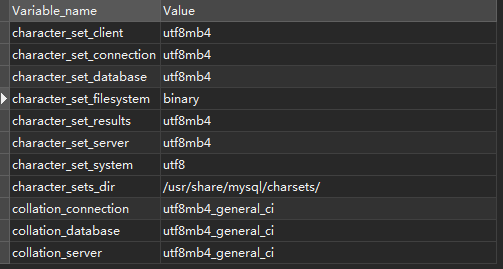 Variable_name Value
character_set_client utf8mb4
character_set_connection utf8mb4
character_set_database utf8mb4
character_set_filesystem binary
character_set_results utf8mb4
character_set_server utf8mb4
character_set_system utf8
character_sets_dir /usr/share/mysql/charsets/
collation_connection utf8mb4_general_ci
collation_database utf8mb4_general_ci
collation_server utf8mb4_general_ci